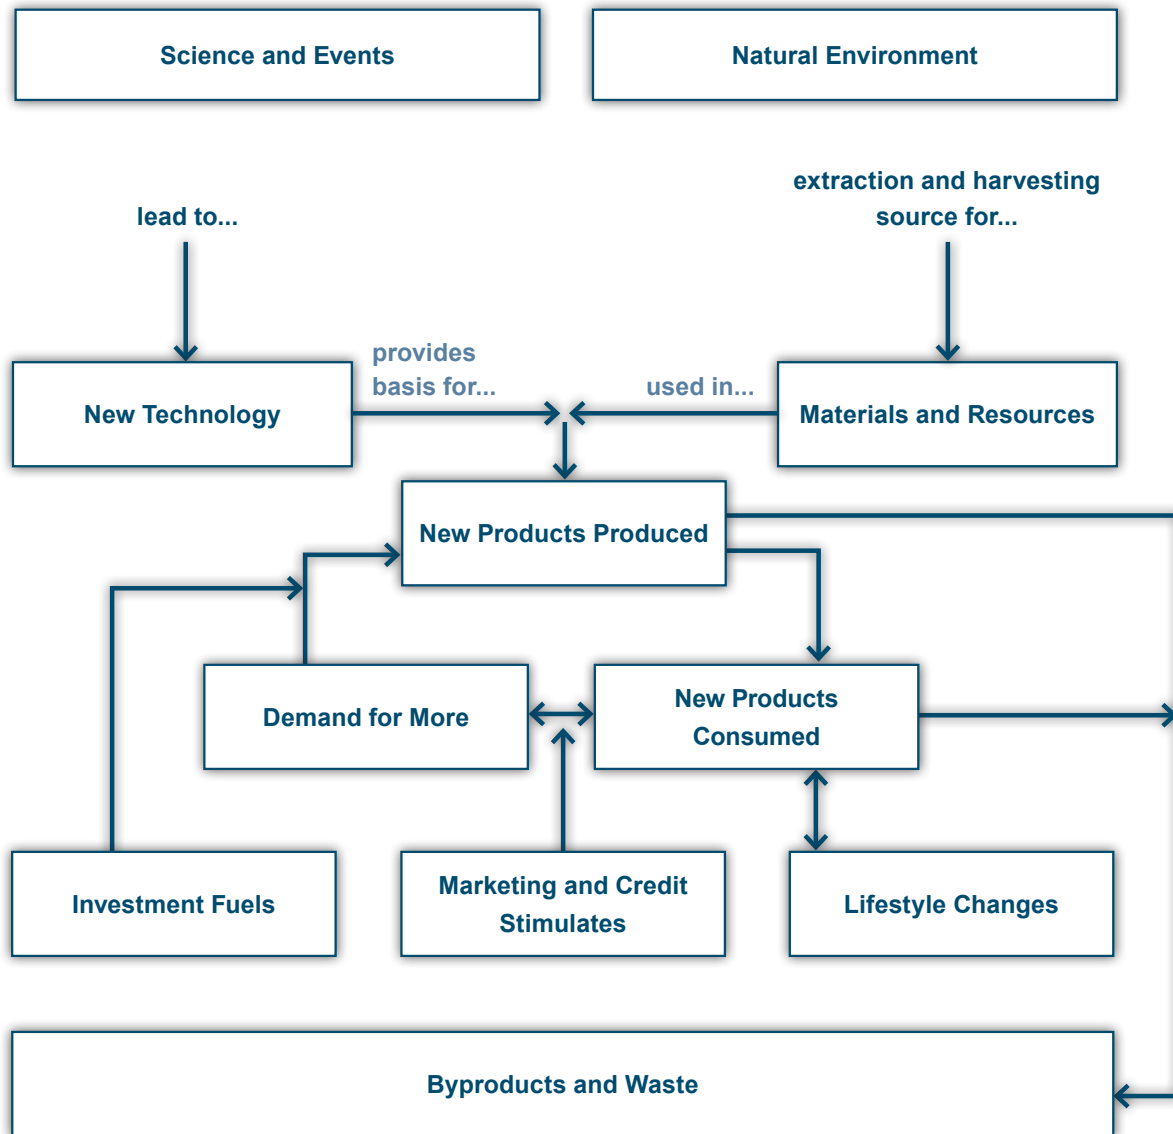 Science and Events
Natural Environment
extraction and harvesting
source for...
lead to...
provides
basis for...
used in...
New Technology
Materials and Resources
New Products Produced
Demand for More
New Products
Consumed
Investment Fuels
Marketing and Credit
Stimulates
Lifestyle Changes
Byproducts and Waste